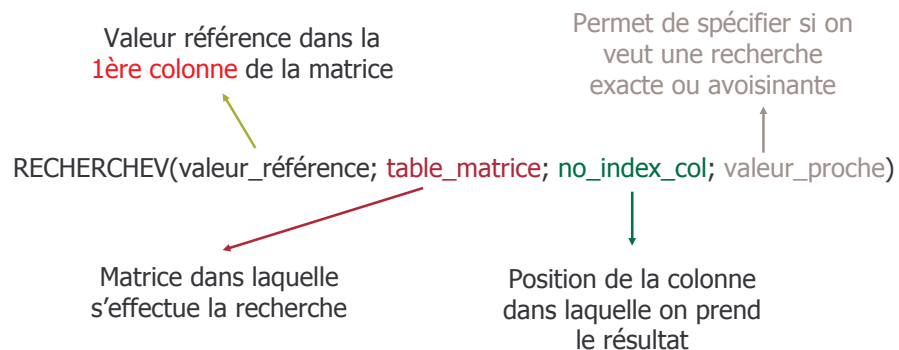 Valeur référence dans la
1ère colonne de la matrice
Permet de spécifier si on
veut une recherche
exacte ou avoisinante
RECHERCHEV(valeur_référence; table_matrice; no_index_col; valeur_proche)
Matrice dans laquelle
s’effectue la recherche
Position de la colonne
dans laquelle on prend
le résultat